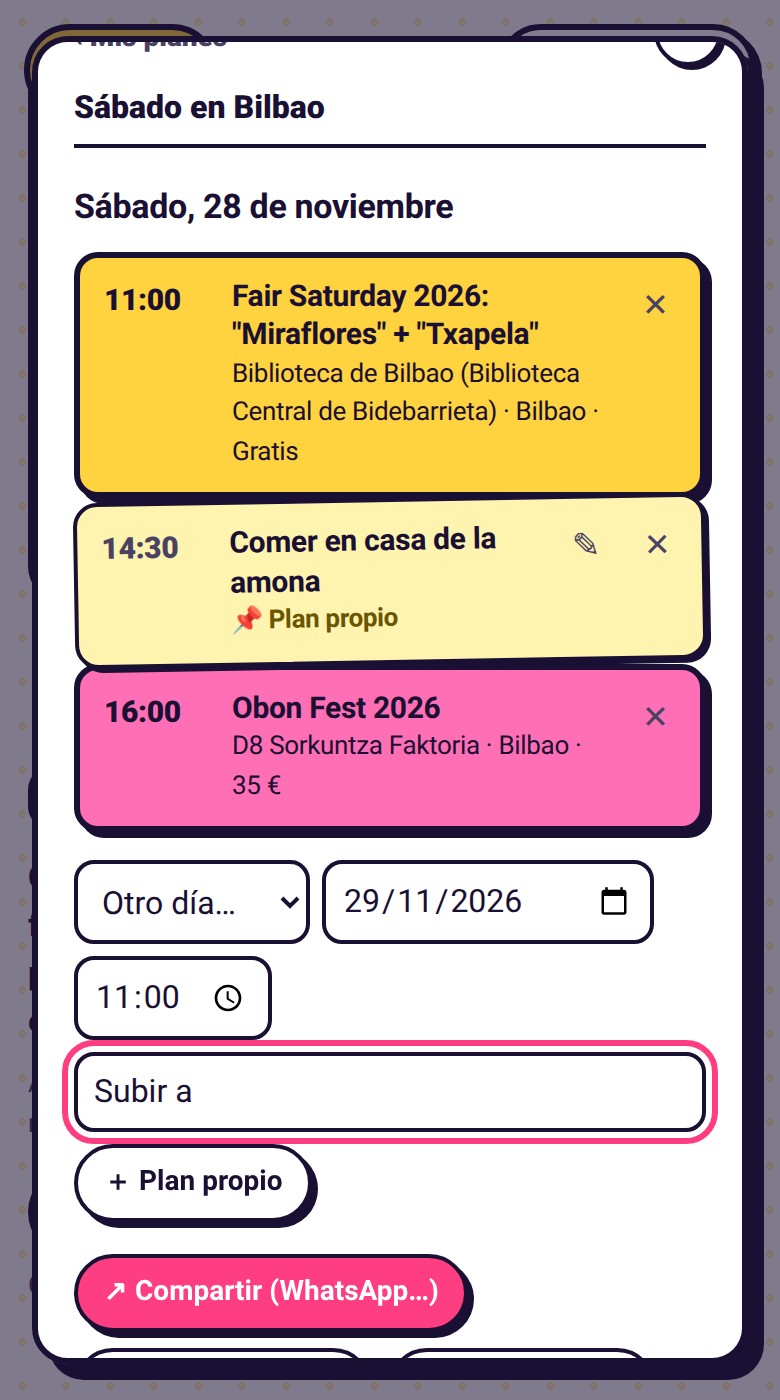 ‹ Mis planes
Sábado en Bilbao
Sábado, 28 de noviembre
11:00
Fair Saturday 2026:
"Miraflores" + "Txapela"
Biblioteca de Bilbao (Biblioteca
Central de Bidebarrieta) · Bilbao ·
Gratis
✕
14:30
Comer en casa de la
amona
📌 Plan propio
✎ ✕
16:00
Obon Fest 2026
D8 Sorkuntza Faktoria · Bilbao ·
35 €
✕
Otro día...
29/11/2026
11:00
Subir a
+ Plan propio
↗ Compartir (WhatsApp...)